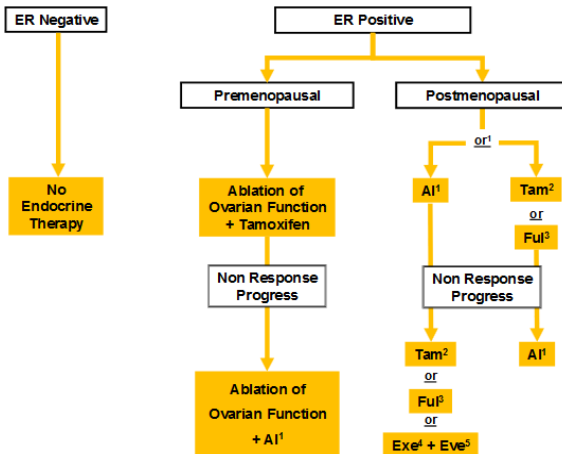 ER Negative
ER Positive
Premenopausal
Postmenopausal
or¹
No
Endocrine
Therapy
Ablation of
Ovarian Function
+ Tamoxifen
AI¹
Tam²
or
Ful³
Non Response
Progress
Non Response
Progress
Ablation of
Ovarian Function
+ AI¹
Tam²
or
Ful³
or
Exe⁴ + Eve⁵
AI¹